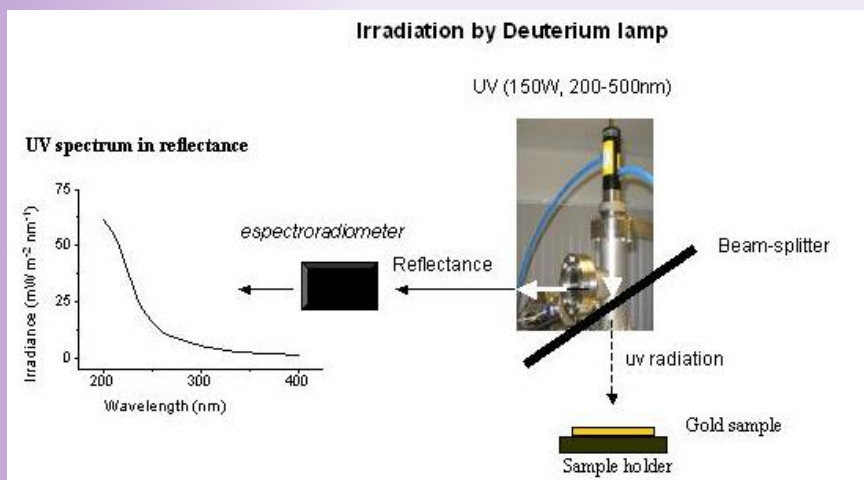 Irradiation by Deuterium lamp
UV (150W, 200-500nm)
UV spectrum in reflectance
75
50
25
0
200
300
400
Irradiance (mW m⁻² nm⁻¹)
Wavelength (nm)
espectroradiometer
Reflectance
Beam-splitter
uv radiation
Gold sample
Sample holder